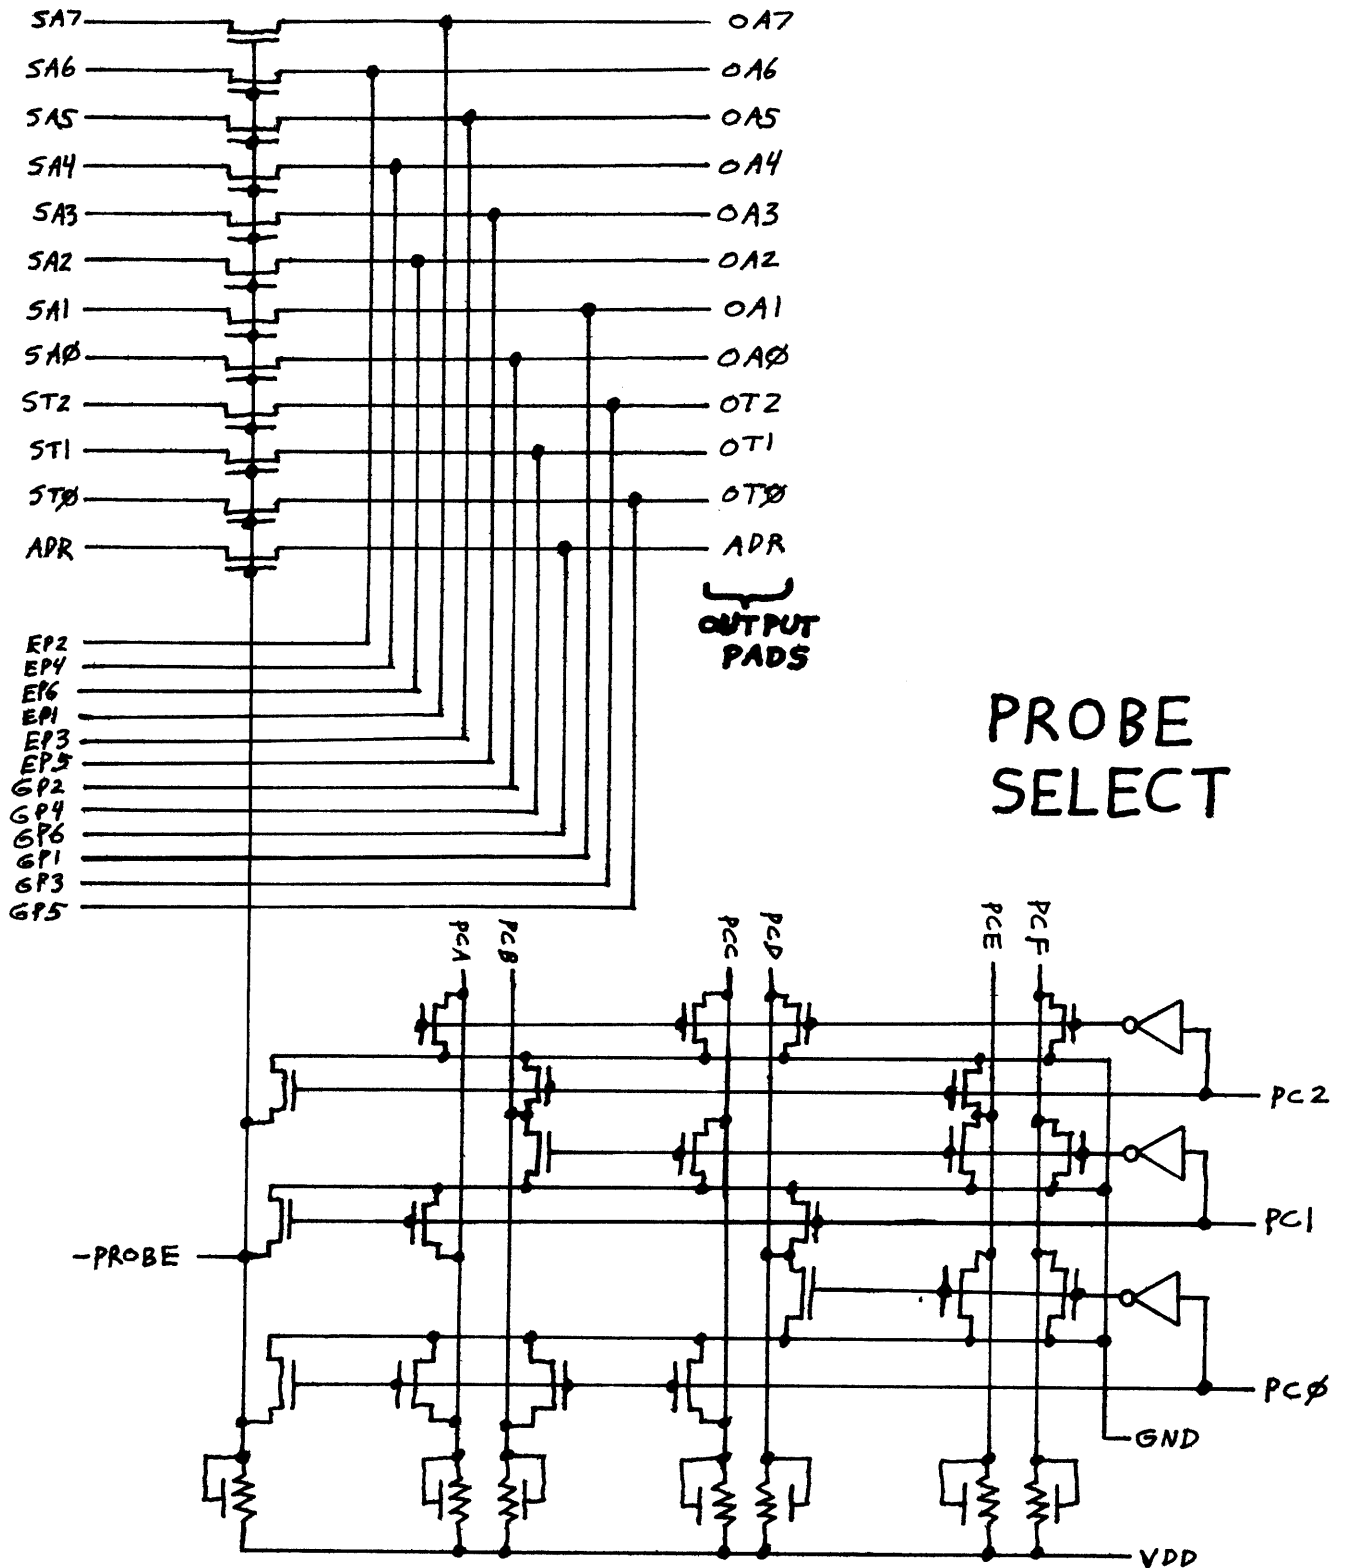 SA7 OA7
SA6 OA6
SA5 OA5
SA4 OA4
SA3 OA3
SA2 OA2
SA1 OA1
SAØ OAØ
ST2 OT2
ST1 OT1
STØ OTØ
ADR ADR
OUTPUT
PADS
EP2
EP4
EP6
EP1
EP3
EP5
GP2
GP4
GP6
GP1
GP3
GP5
PROBE
SELECT
PCA PCB PCC PCD PCE PCF
PC2
PC1
-PROBE
PCØ
GND
VDD